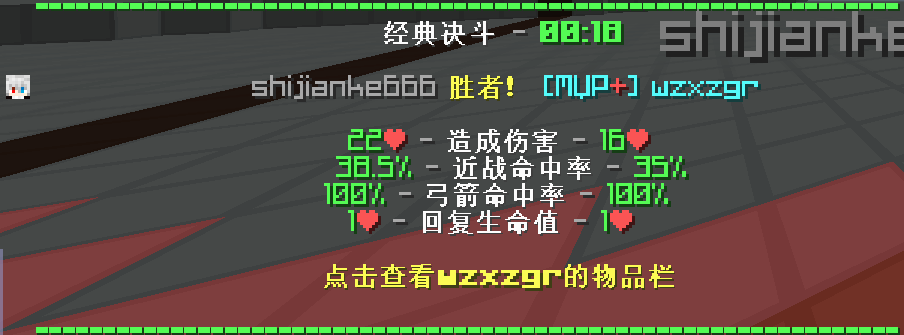 经典决斗 - 00:18
shijianke
shijianke666 胜者! [MVP+] wzxzgr
22❤ - 造成伤害 - 16❤
38.5% - 近战命中率 - 35%
100% - 弓箭命中率 - 100%
1❤ - 回复生命值 - 1❤
点击查看wzxzgr的物品栏